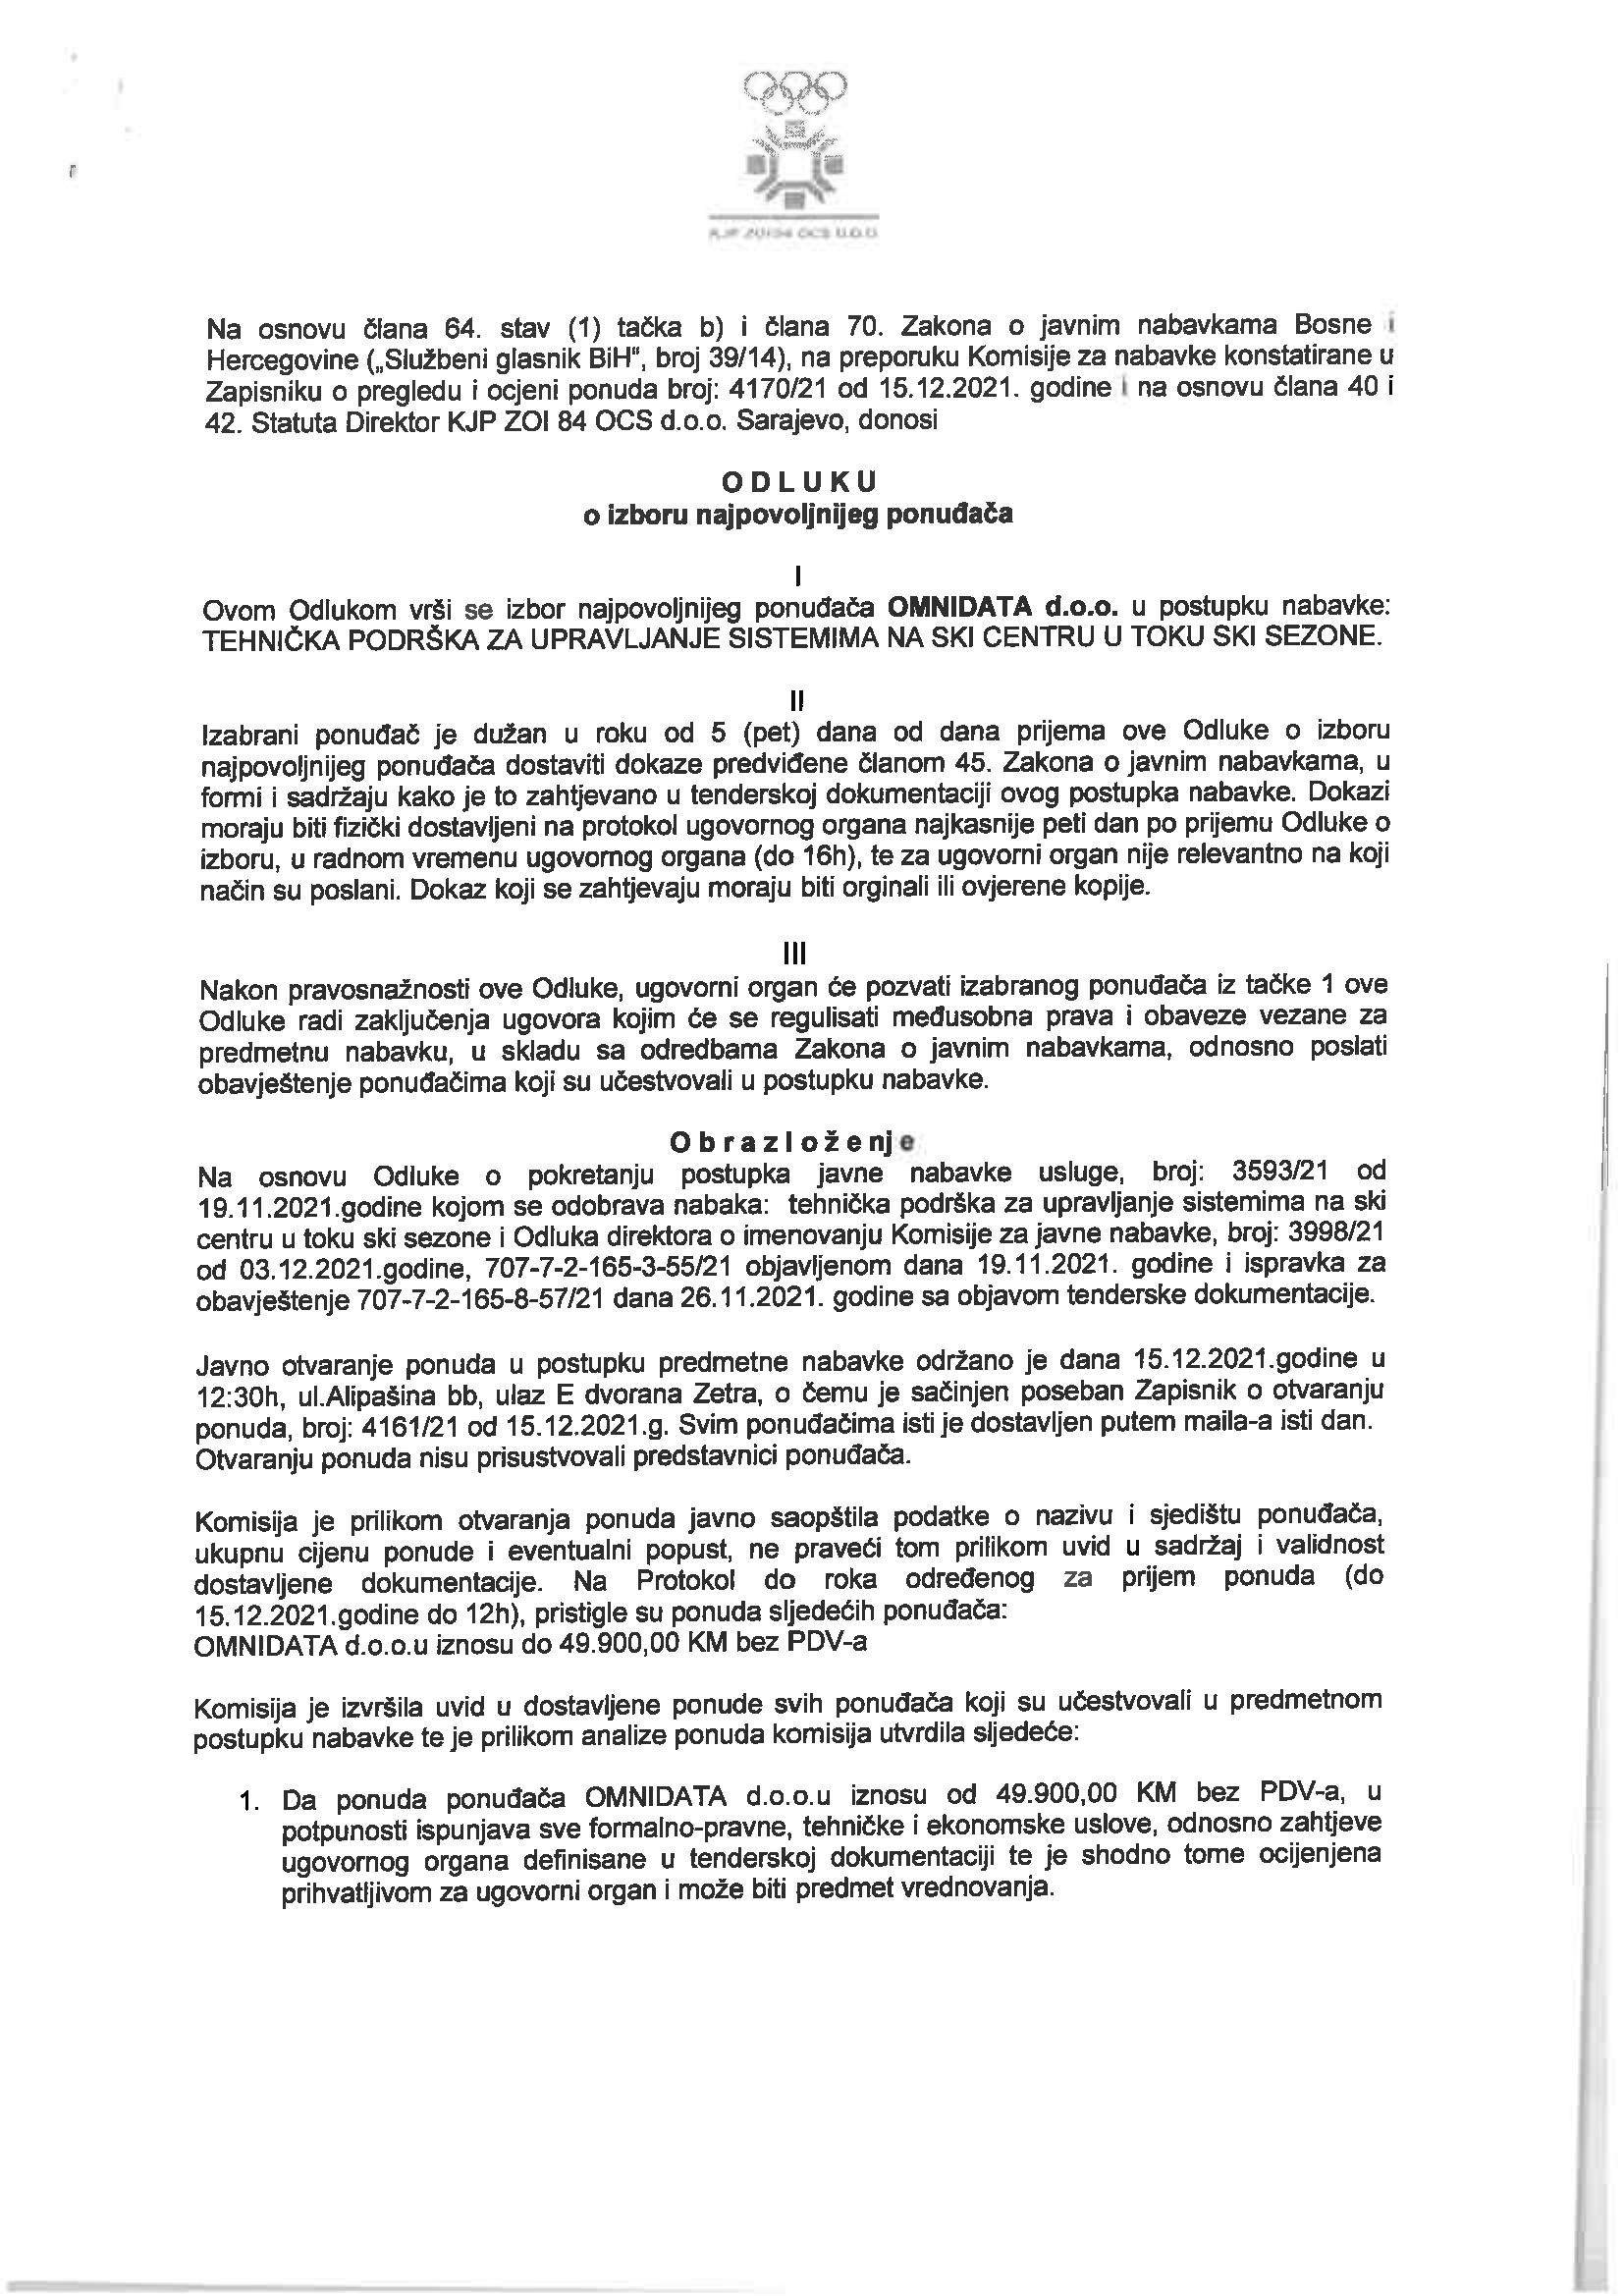 KJP ZOI 84 OCS D.O.O.
Na osnovu člana 64. stav (1) tačka b) i člana 70. Zakona o javnim nabavkama Bosne i
Hercegovine („Službeni glasnik BiH", broj 39/14), na preporuku Komisije za nabavke konstatirane u
Zapisniku o pregledu i ocjeni ponuda broj: 4170/21 od 15.12.2021. godine i na osnovu člana 40 i
42. Statuta Direktor KJP ZOI 84 OCS d.o.o. Sarajevo, donosi
O D L U K U
o izboru najpovoljnijeg ponuđača
I
Ovom Odlukom vrši se izbor najpovoljnijeg ponuđača OMNIDATA d.o.o. u postupku nabavke:
TEHNIČKA PODRŠKA ZA UPRAVLJANJE SISTEMIMA NA SKI CENTRU U TOKU SKI SEZONE.
II
Izabrani ponuđač je dužan u roku od 5 (pet) dana od dana prijema ove Odluke o izboru
najpovoljnijeg ponuđača dostaviti dokaze predviđene članom 45. Zakona o javnim nabavkama, u
formi i sadržaju kako je to zahtjevano u tenderskoj dokumentaciji ovog postupka nabavke. Dokazi
moraju biti fizički dostavljeni na protokol ugovornog organa najkasnije peti dan po prijemu Odluke o
izboru, u radnom vremenu ugovornog organa (do 16h), te za ugovorni organ nije relevantno na koji
način su poslani. Dokaz koji se zahtjevaju moraju biti orginali ili ovjerene kopije.
III
Nakon pravosnažnosti ove Odluke, ugovorni organ će pozvati izabranog ponuđača iz tačke 1 ove
Odluke radi zaključenja ugovora kojim će se regulisati međusobna prava i obaveze vezane za
predmetnu nabavku, u skladu sa odredbama Zakona o javnim nabavkama, odnosno poslati
obavještenje ponuđačima koji su učestvovali u postupku nabavke.
O b r a z l o ž e nj e
Na osnovu Odluke o pokretanju postupka javne nabavke usluge, broj: 3593/21 od
19.11.2021.godine kojom se odobrava nabaka: tehnička podrška za upravljanje sistemima na ski
centru u toku ski sezone i Odluka direktora o imenovanju Komisije za javne nabavke, broj: 3998/21
od 03.12.2021.godine, 707-7-2-165-3-55/21 objavljenom dana 19.11.2021. godine i ispravka za
obavještenje 707-7-2-165-8-57/21 dana 26.11.2021. godine sa objavom tenderske dokumentacije.
Javno otvaranje ponuda u postupku predmetne nabavke održano je dana 15.12.2021.godine u
12:30h, ul.Alipašina bb, ulaz E dvorana Zetra, o čemu je sačinjen poseban Zapisnik o otvaranju
ponuda, broj: 4161/21 od 15.12.2021.g. Svim ponuđačima isti je dostavljen putem maila-a isti dan.
Otvaranju ponuda nisu prisustvovali predstavnici ponuđača.
Komisija je prilikom otvaranja ponuda javno saopštila podatke o nazivu i sjedištu ponuđača,
ukupnu cijenu ponude i eventualni popust, ne praveći tom prilikom uvid u sadržaj i validnost
dostavljene dokumentacije. Na Protokol do roka određenog za prijem ponuda (do
15.12.2021.godine do 12h), pristigle su ponuda sljedećih ponuđača:
OMNIDATA d.o.o.u iznosu do 49.900,00 KM bez PDV-a
Komisija je izvršila uvid u dostavljene ponude svih ponuđača koji su učestvovali u predmetnom
postupku nabavke te je prilikom analize ponuda komisija utvrdila sljedeće:
1. Da ponuda ponuđača OMNIDATA d.o.o.u iznosu od 49.900,00 KM bez PDV-a, u
potpunosti ispunjava sve formalno-pravne, tehničke i ekonomske uslove, odnosno zahtjeve
ugovornog organa definisane u tenderskoj dokumentaciji te je shodno tome ocijenjena
prihvatljivom za ugovorni organ i može biti predmet vrednovanja.